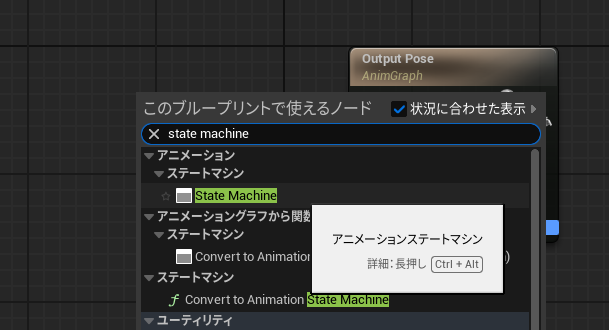 Output Pose
AnimGraph
このブループリントで使えるノード
状況に合わせた表示
state machine
アニメーション
ステートマシン
State Machine
アニメーショングラフから関数
ステートマシン
Convert to Animation
ステートマシン
Convert to Animation State Machine
ユーティリティ
アニメーションステートマシン
詳細：長押し Ctrl + Alt